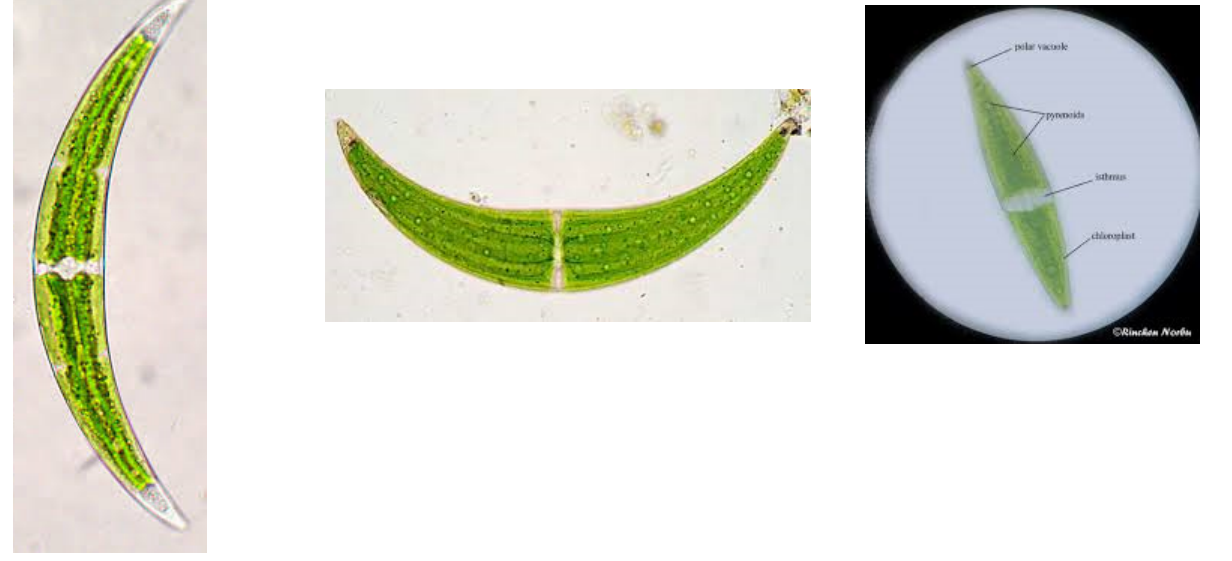 polar vacuole
pyrenoids
isthmus
chloroplast
©Rinchen Norbu